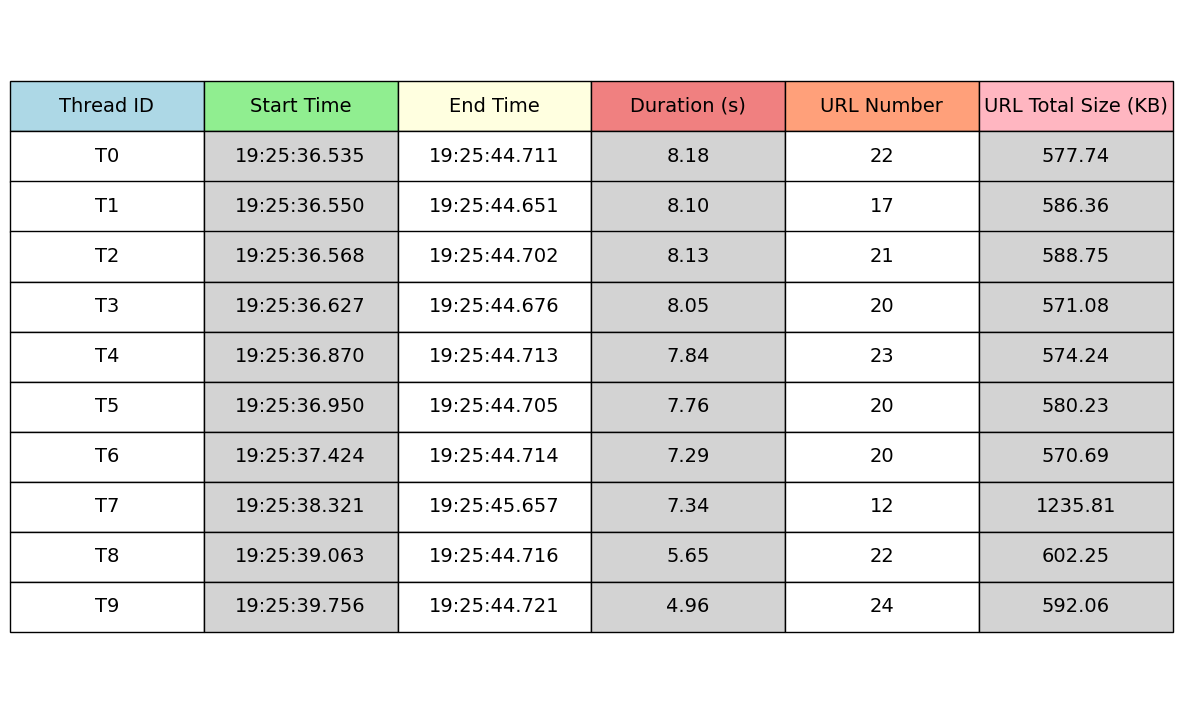 Thread ID Start Time End Time Duration (s) URL Number URL Total Size (KB)
T0 19:25:36.535 19:25:44.711 8.18 22 577.74
T1 19:25:36.550 19:25:44.651 8.10 17 586.36
T2 19:25:36.568 19:25:44.702 8.13 21 588.75
T3 19:25:36.627 19:25:44.676 8.05 20 571.08
T4 19:25:36.870 19:25:44.713 7.84 23 574.24
T5 19:25:36.950 19:25:44.705 7.76 20 580.23
T6 19:25:37.424 19:25:44.714 7.29 20 570.69
T7 19:25:38.321 19:25:45.657 7.34 12 1235.81
T8 19:25:39.063 19:25:44.716 5.65 22 602.25
T9 19:25:39.756 19:25:44.721 4.96 24 592.06